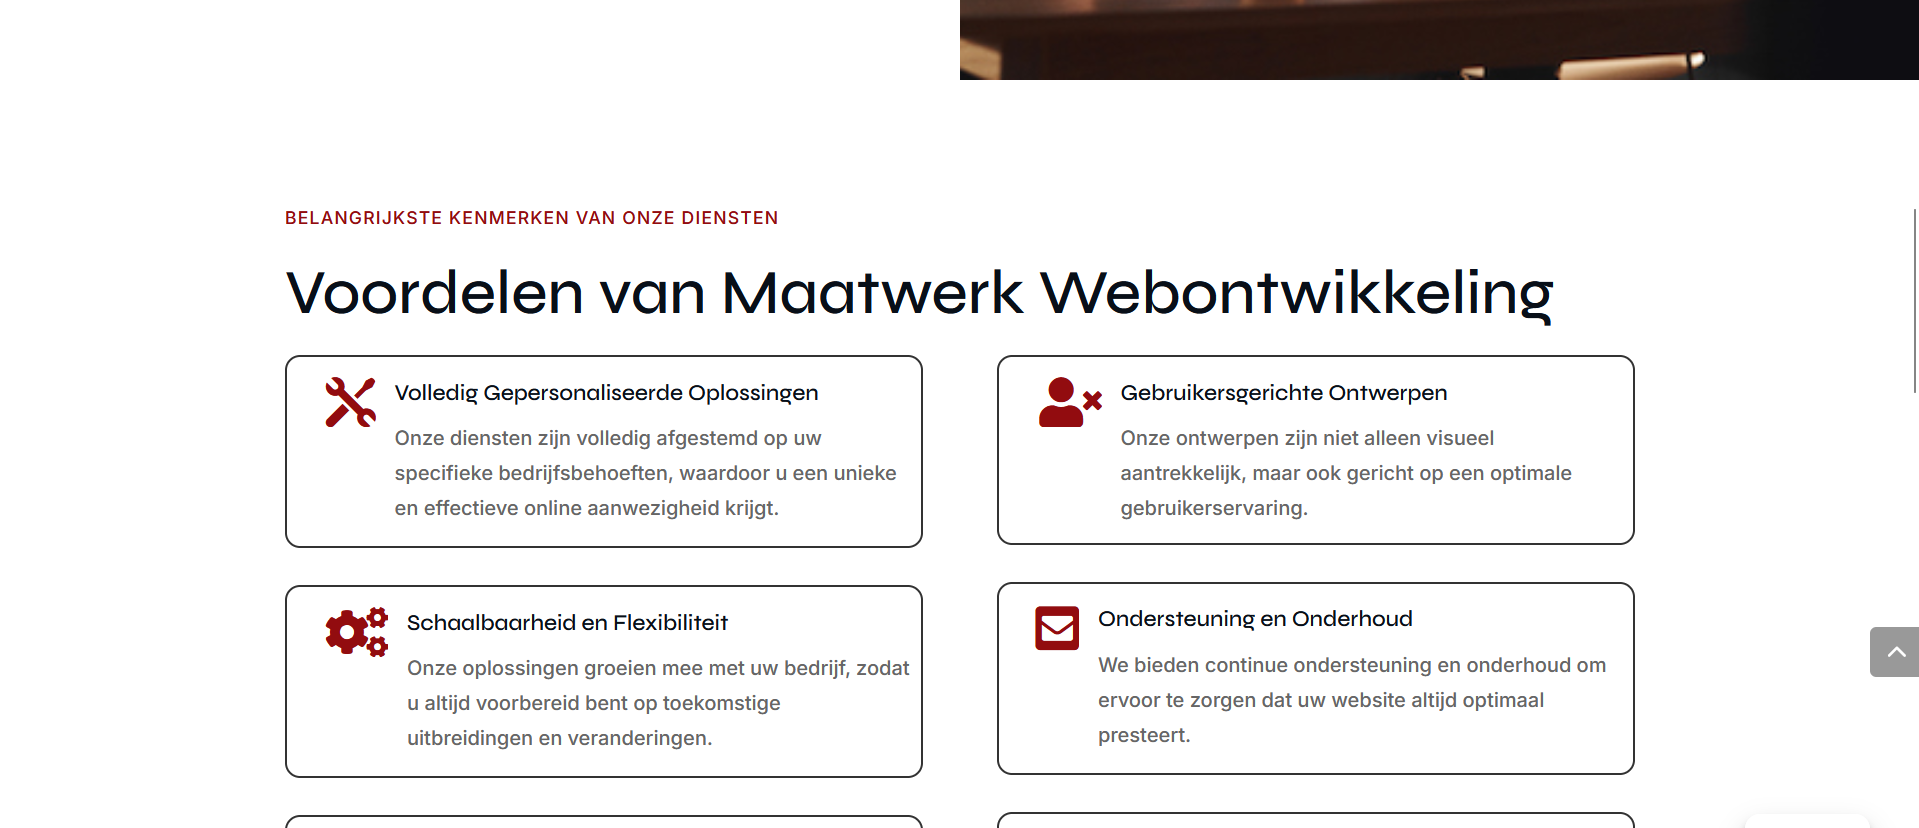 BELANGRIJKSTE KENMERKEN VAN ONZE DIENSTEN
Voordelen van Maatwerk Webontwikkeling
Volledig Gepersonaliseerde Oplossingen
Onze diensten zijn volledig afgestemd op uw
specifieke bedrijfsbehoeften, waardoor u een unieke
en effectieve online aanwezigheid krijgt.
Gebruikersgerichte Ontwerpen
Onze ontwerpen zijn niet alleen visueel
aantrekkelijk, maar ook gericht op een optimale
gebruikerservaring.
Schaalbaarheid en Flexibiliteit
Onze oplossingen groeien mee met uw bedrijf, zodat
u altijd voorbereid bent op toekomstige
uitbreidingen en veranderingen.
Ondersteuning en Onderhoud
We bieden continue ondersteuning en onderhoud om
ervoor te zorgen dat uw website altijd optimaal
presteert.